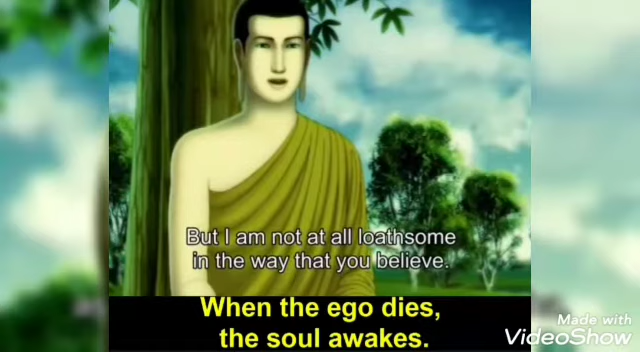 But I am not at all loathsome
in the way that you believe.
When the ego dies,
the soul awakes.
Made with
VideoShow